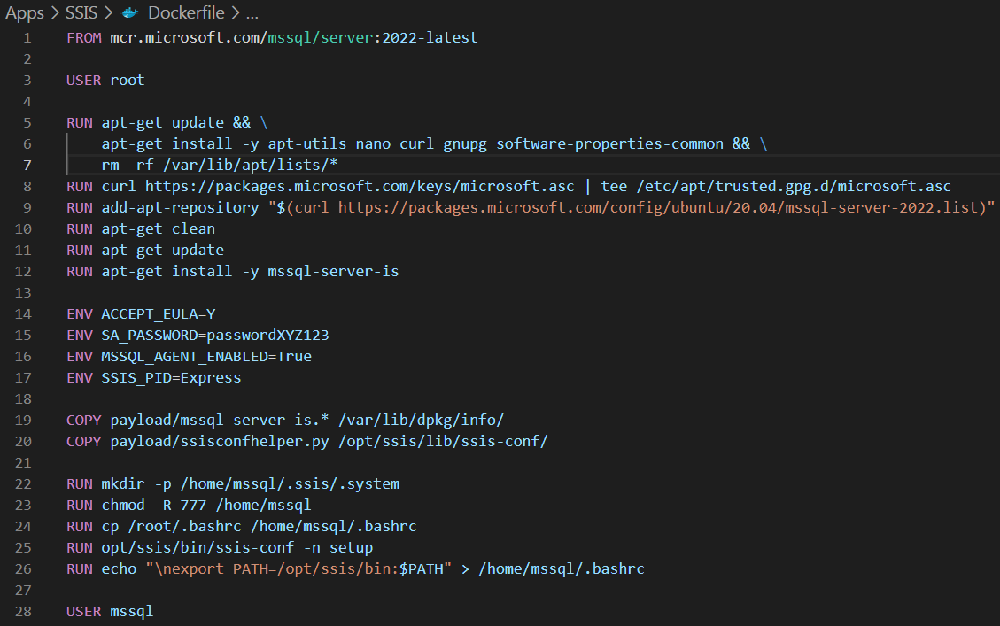 Apps > SSIS > Dockerfile > ...
1 FROM mcr.microsoft.com/mssql/server:2022-latest
2
3 USER root
4
5 RUN apt-get update && \
6     apt-get install -y apt-utils nano curl gnupg software-properties-common && \
7     rm -rf /var/lib/apt/lists/*
8 RUN curl https://packages.microsoft.com/keys/microsoft.asc | tee /etc/apt/trusted.gpg.d/microsoft.asc
9 RUN add-apt-repository "$(curl https://packages.microsoft.com/config/ubuntu/20.04/mssql-server-2022.list)"
10 RUN apt-get clean
11 RUN apt-get update
12 RUN apt-get install -y mssql-server-is
13
14 ENV ACCEPT_EULA=Y
15 ENV SA_PASSWORD=passwordXYZ123
16 ENV MSSQL_AGENT_ENABLED=True
17 ENV SSIS_PID=Express
18
19 COPY payload/mssql-server-is.* /var/lib/dpkg/info/
20 COPY payload/ssisconfhelper.py /opt/ssis/lib/ssis-conf/
21
22 RUN mkdir -p /home/mssql/.ssis/.system
23 RUN chmod -R 777 /home/mssql
24 RUN cp /root/.bashrc /home/mssql/.bashrc
25 RUN opt/ssis/bin/ssis-conf -n setup
26 RUN echo "\nexport PATH=/opt/ssis/bin:$PATH" > /home/mssql/.bashrc
27
28 USER mssql